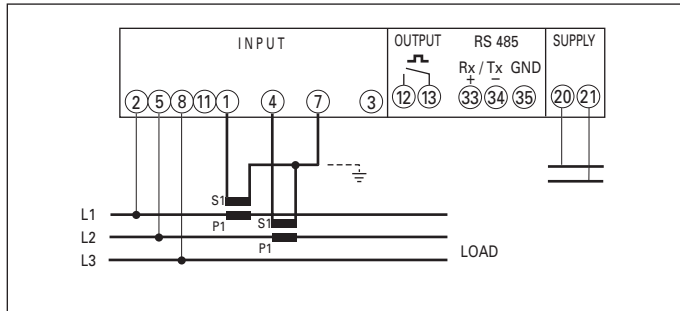 INPUT
OUTPUT
RS 485
SUPPLY
Rx / Tx GND
+ −
2 5 8 11 1 4 7 3 12 13 33 34 35 20 21
S1
L1
P1
S1
L2
P1
L3
LOAD